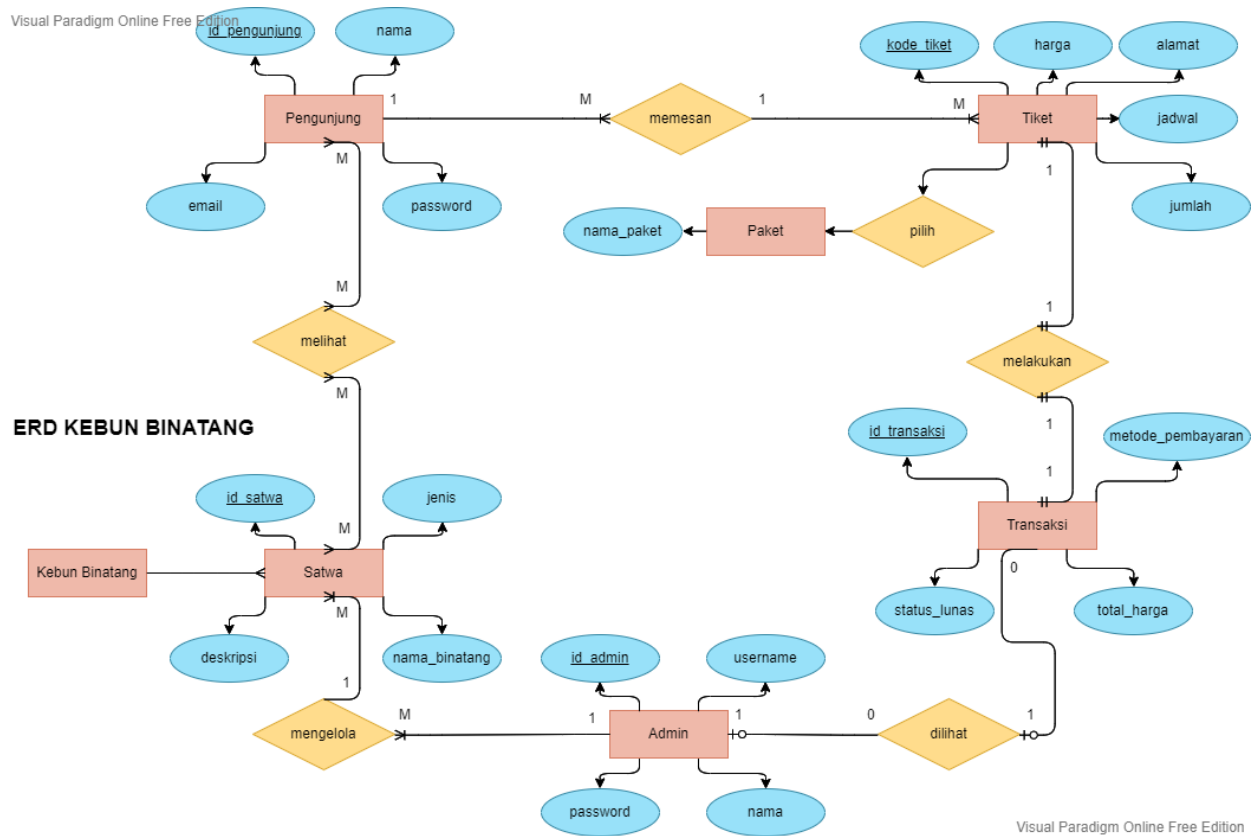 Visual Paradigm Online Free Edition
id_pengunjung
nama
kode_tiket
harga
alamat
1
M
1
M
Pengunjung
memesan
Tiket
jadwal
M
1
email
password
jumlah
nama_paket
Paket
pilih
M
1
melihat
melakukan
M
1
ERD KEBUN BINATANG
id_transaksi
metode_pembayaran
1
id_satwa
jenis
M
Transaksi
Kebun Binatang
Satwa
0
M
status_lunas
total_harga
deskripsi
nama_binatang
id_admin
username
1
M
1
1
0
1
mengelola
Admin
dilihat
password
nama
Visual Paradigm Online Free Edition